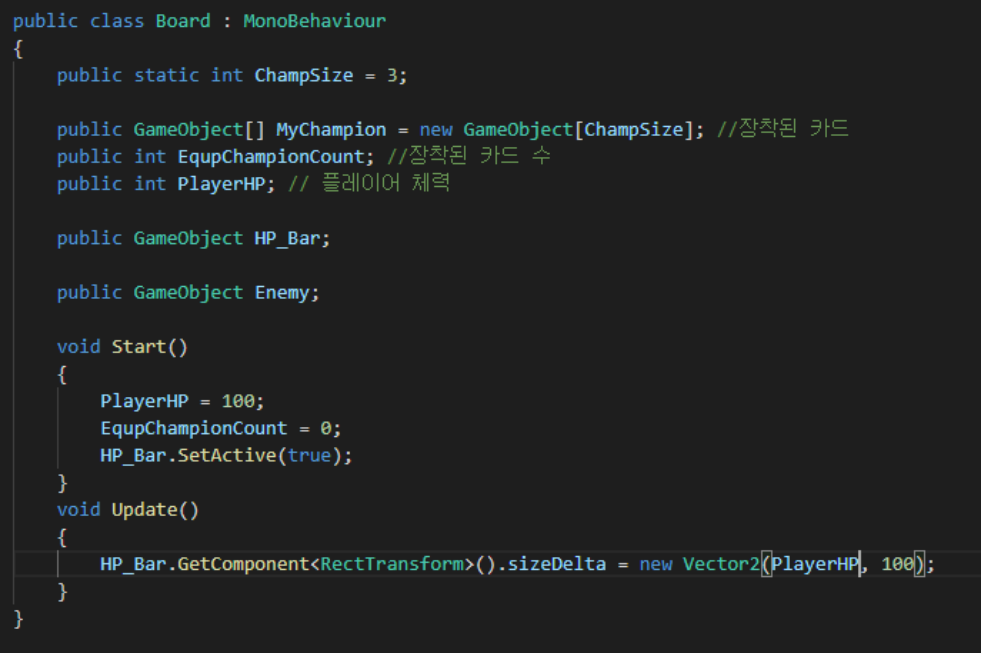 public class Board : MonoBehaviour
{
    public static int ChampSize = 3;

    public GameObject[] MyChampion = new GameObject[ChampSize]; //장착된 카드
    public int EqupChampionCount; //장착된 카드 수
    public int PlayerHP; // 플레이어 체력

    public GameObject HP_Bar;

    public GameObject Enemy;

    void Start()
    {
        PlayerHP = 100;
        EqupChampionCount = 0;
        HP_Bar.SetActive(true);
    }
    void Update()
    {
        HP_Bar.GetComponent<RectTransform>().sizeDelta = new Vector2(PlayerHP, 100);
    }
}